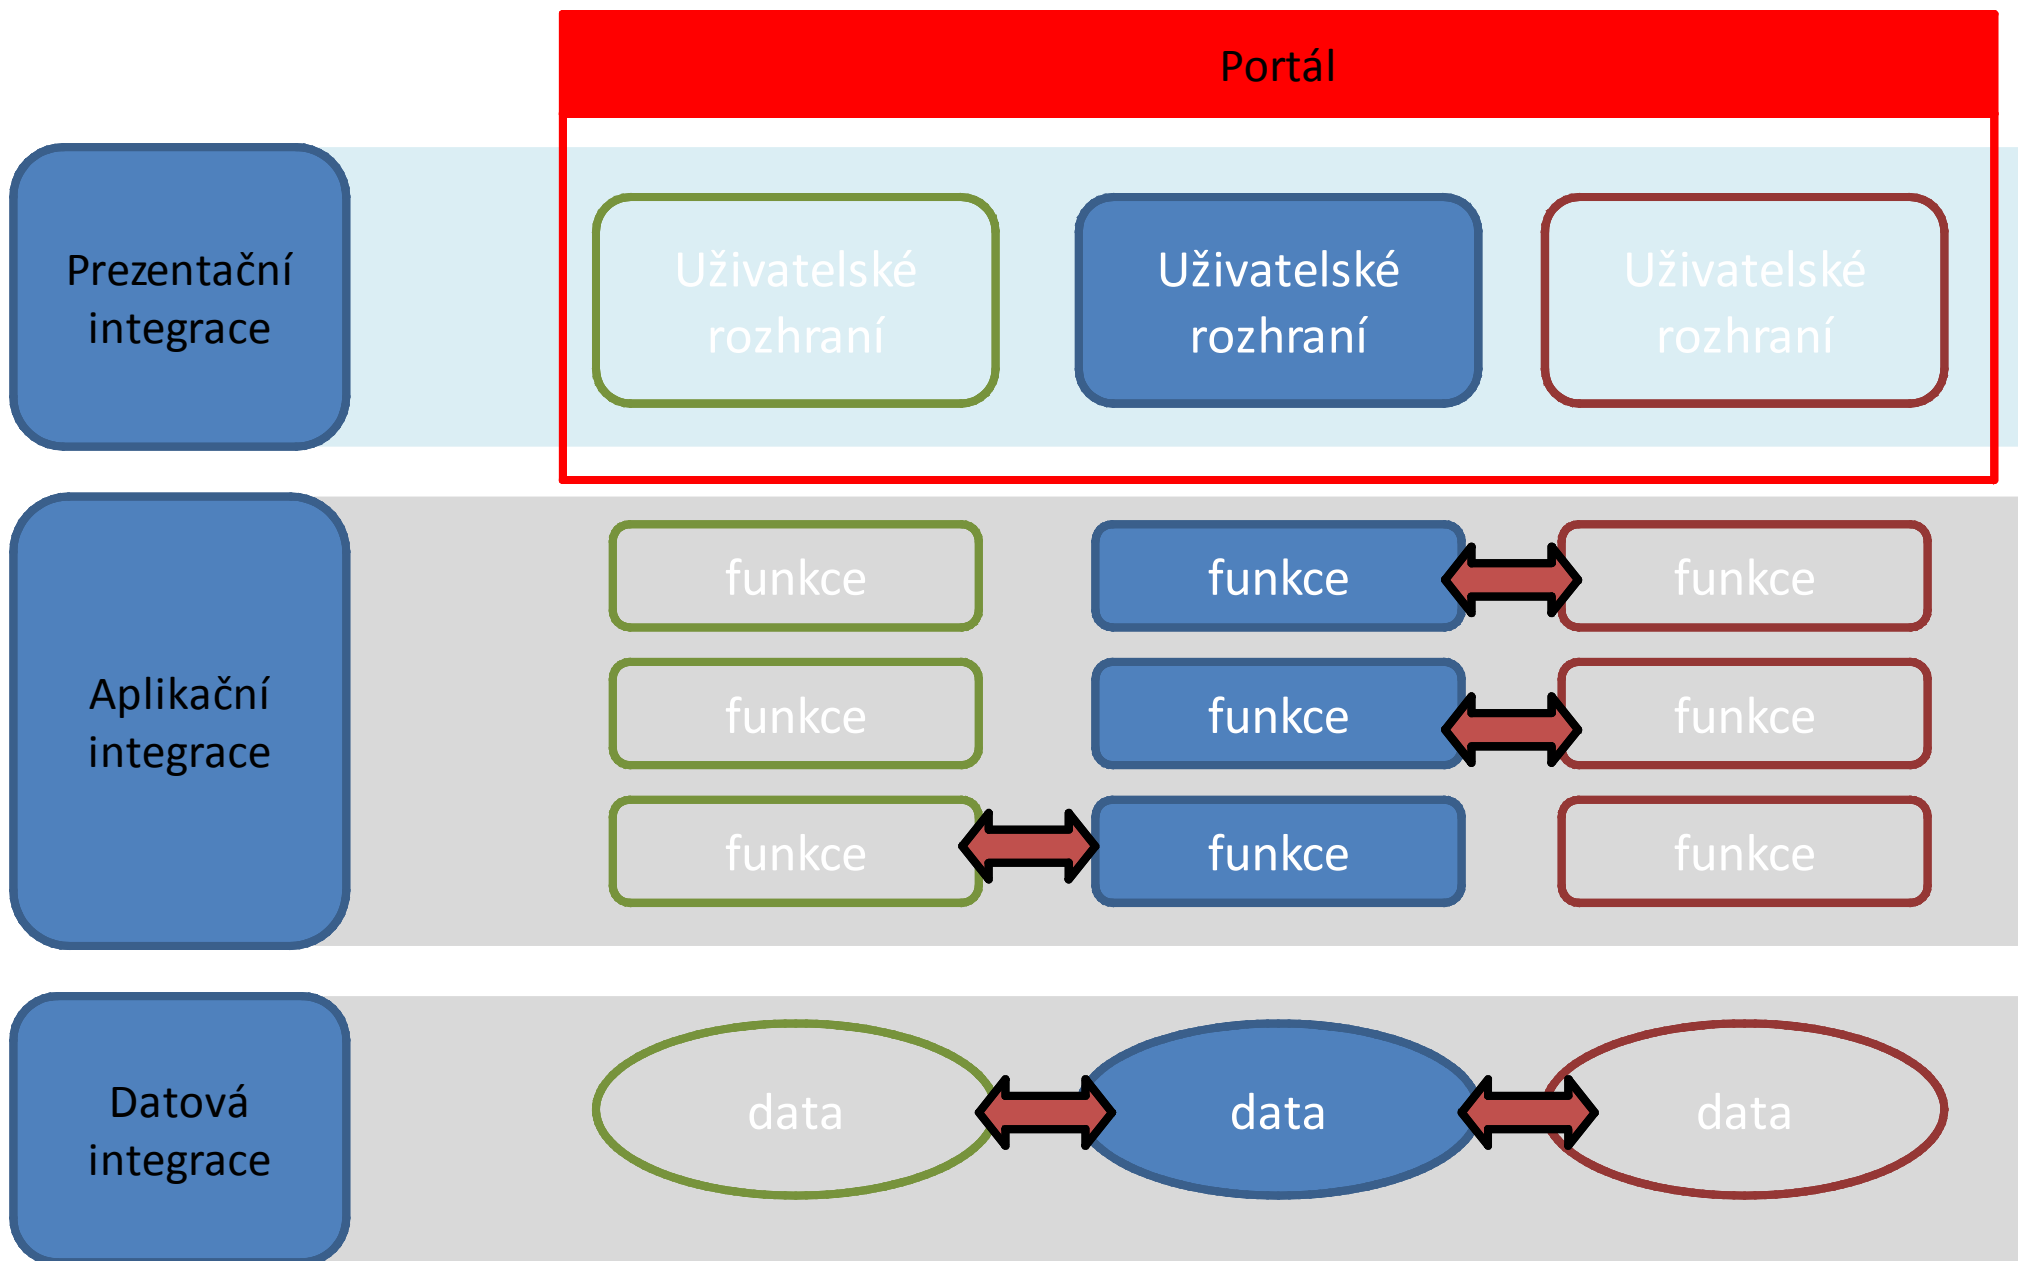 Portál
Prezentační
integrace
Uživatelské
rozhraní
Uživatelské
rozhraní
Uživatelské
rozhraní
Aplikační
integrace
funkce
funkce
funkce
funkce
funkce
funkce
funkce
funkce
funkce
Datová
integrace
data
data
data